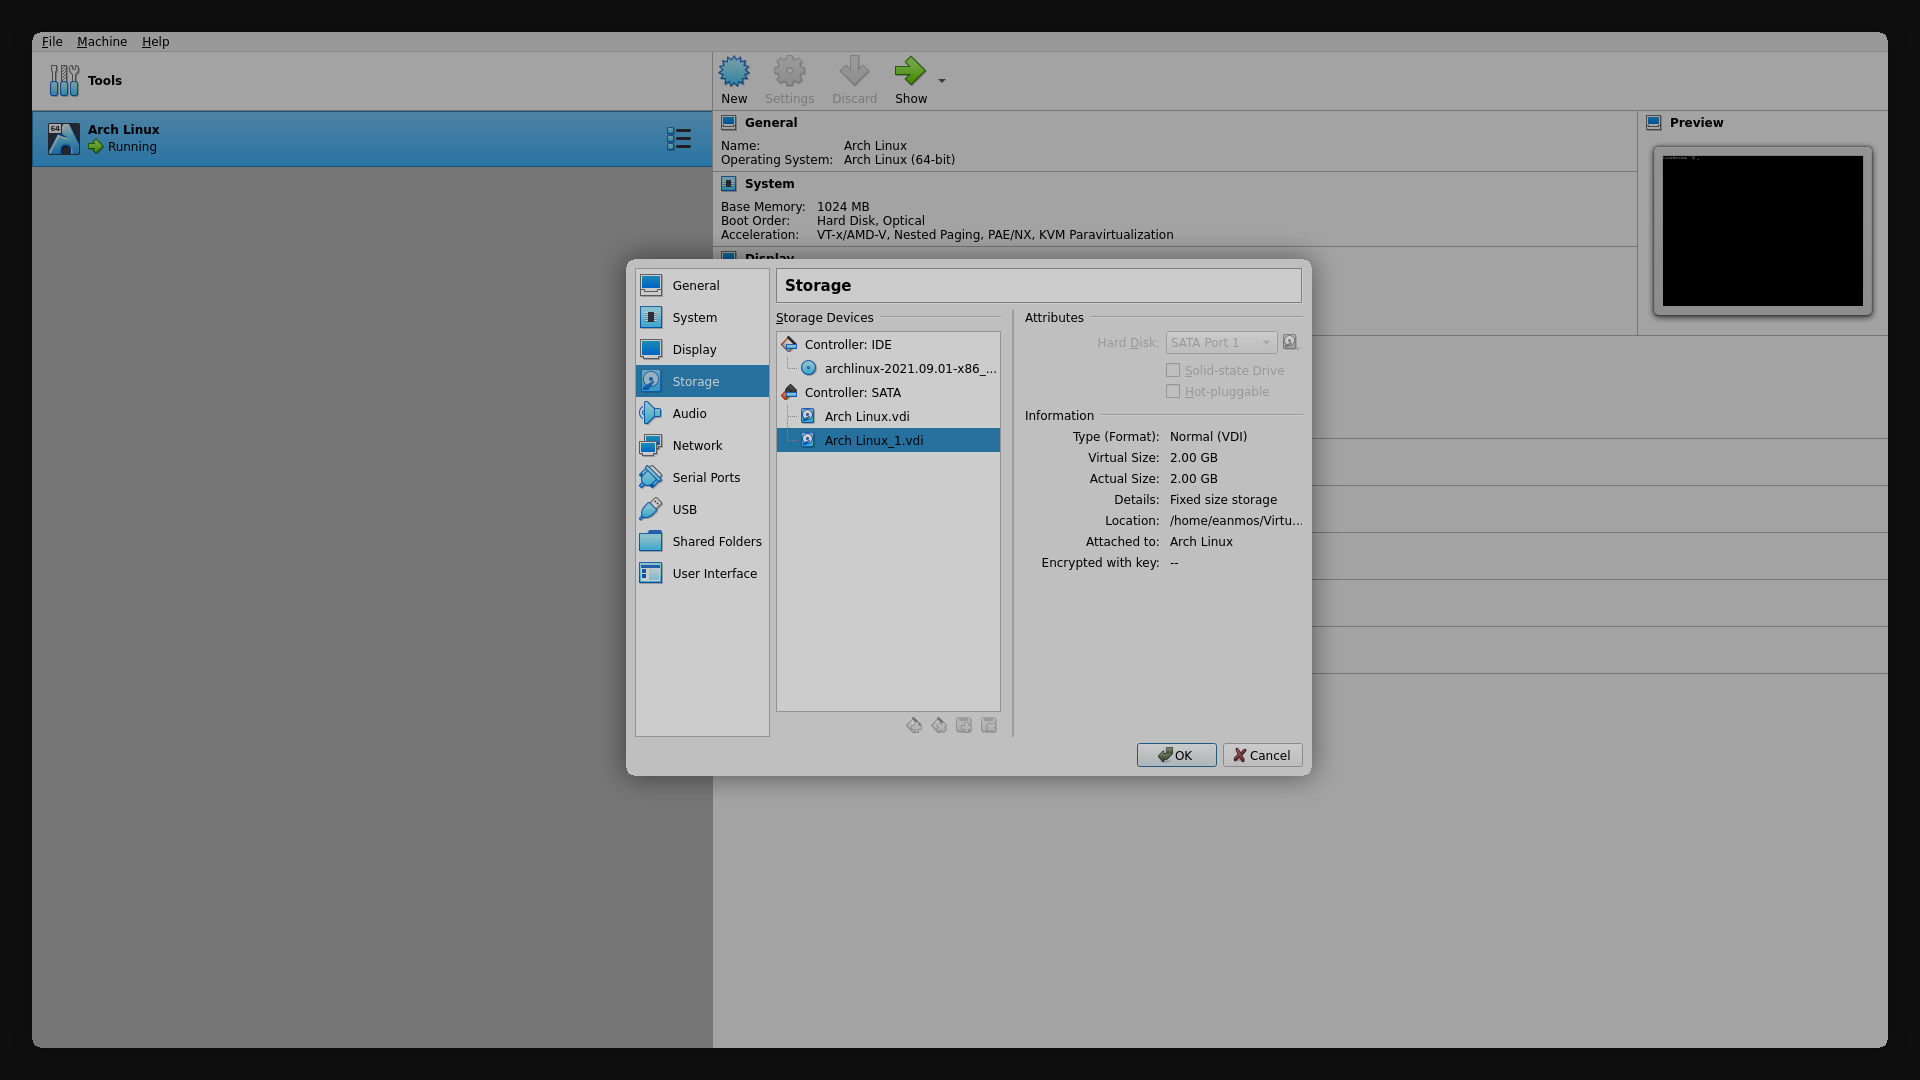 File Machine Help
Tools
New Settings Discard Show
64
Arch Linux
Running
General
Name: Arch Linux
Operating System: Arch Linux (64-bit)
System
Base Memory: 1024 MB
Boot Order: Hard Disk, Optical
Acceleration: VT-x/AMD-V, Nested Paging, PAE/NX, KVM Paravirtualization
Display
Preview
General
System
Display
Storage
Audio
Network
Serial Ports
USB
Shared Folders
User Interface
Storage
Storage Devices
Controller: IDE
archlinux-2021.09.01-x86_...
Controller: SATA
Arch Linux.vdi
Arch Linux_1.vdi
Attributes
Hard Disk: SATA Port 1
Solid-state Drive
Hot-pluggable
Information
Type (Format): Normal (VDI)
Virtual Size: 2.00 GB
Actual Size: 2.00 GB
Details: Fixed size storage
Location: /home/eanmos/Virtu...
Attached to: Arch Linux
Encrypted with key: --
OK Cancel